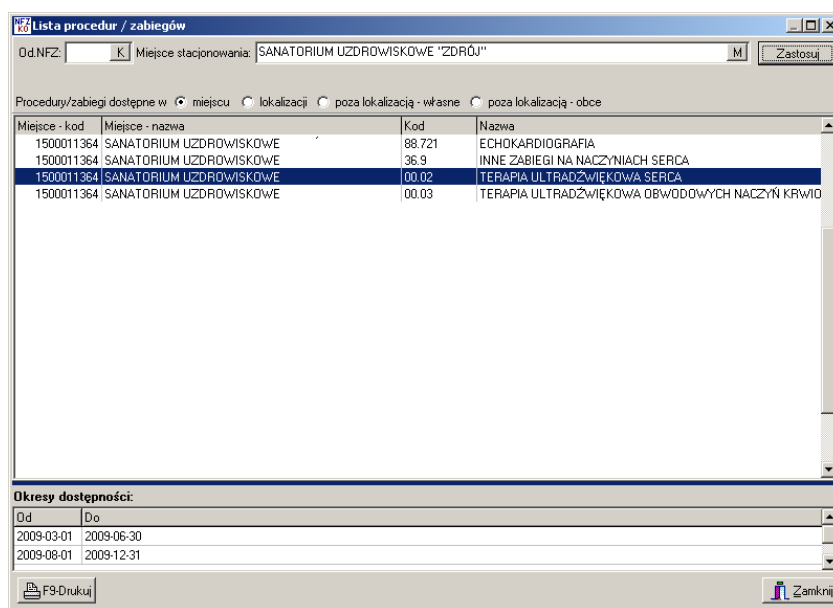 NFZ KO Lista procedur / zabiegów
Od.NFZ: K Miejsce stacjonowania: SANATORIUM UZDROWISKOWE "ZDRÓJ" M Zastosuj
Procedury/zabiegi dostępne w miejscu lokalizacji poza lokalizacją - własne poza lokalizacją - obce
Miejsce - kod Miejsce - nazwa Kod Nazwa
1500011364 SANATORIUM UZDROWISKOWE 88.721 ECHOKARDIOGRAFIA
1500011364 SANATORIUM UZDROWISKOWE 36.9 INNE ZABIEGI NA NACZYNIACH SERCA
1500011364 SANATORIUM UZDROWISKOWE 00.02 TERAPIA ULTRADŹWIĘKOWA SERCA
1500011364 SANATORIUM UZDROWISKOWE 00.03 TERAPIA ULTRADŹWIĘKOWA OBWODOWYCH NACZYŃ KRWIO
Okresy dostępności:
Od Do
2009-03-01 2009-06-30
2009-08-01 2009-12-31
F9-Drukuj Zamknij